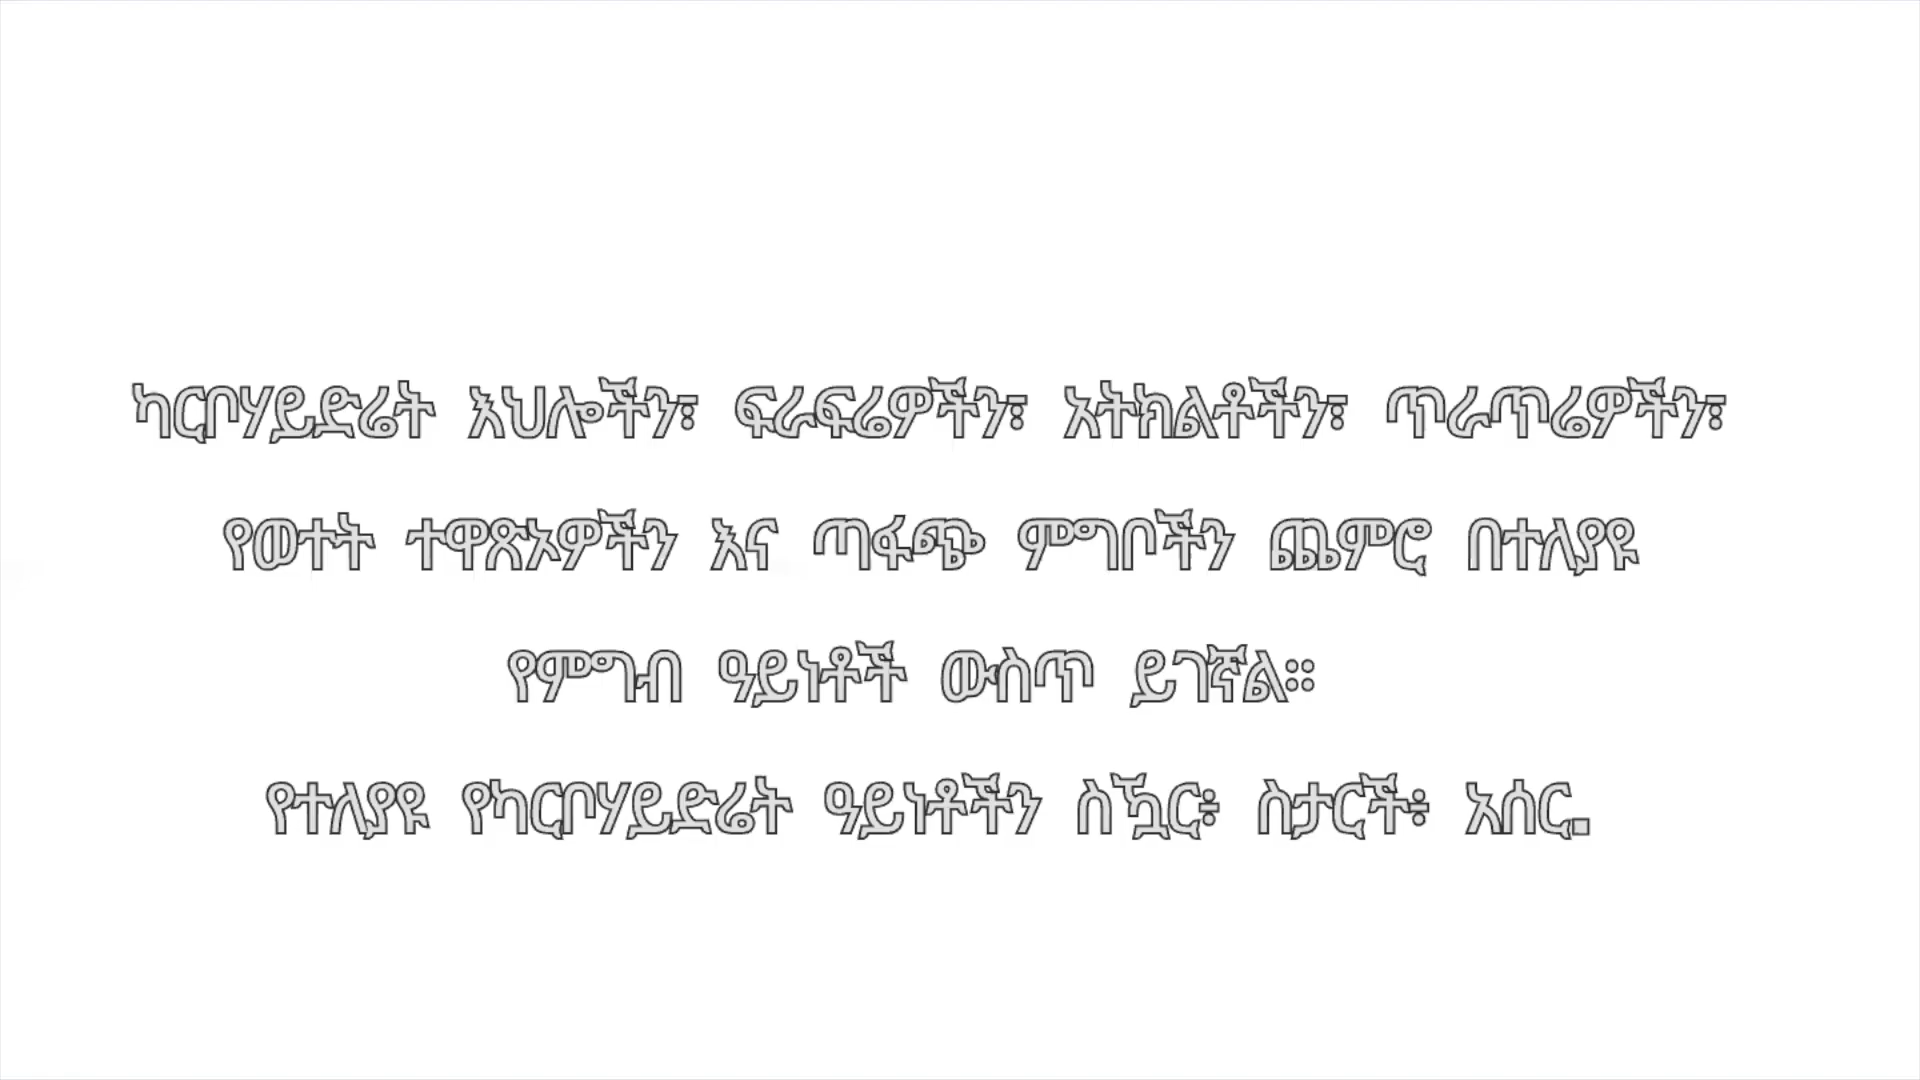 ካርቦሃይድሬት እህሎችን፣ ፍራፍሬዎችን፣ አትክልቶችን፣ ጥራጥሬዎችን፣
የወተት ተዋጽኦዎችን እና ጣፋጭ ምግቦችን ጨምሮ በተለያዩ
የምግብ ዓይነቶች ውስጥ ይገኛል።
የተለያዩ የካርቦሃይድሬት ዓይነቶችን ስኧር፥ ስታርች፥ አሰር.